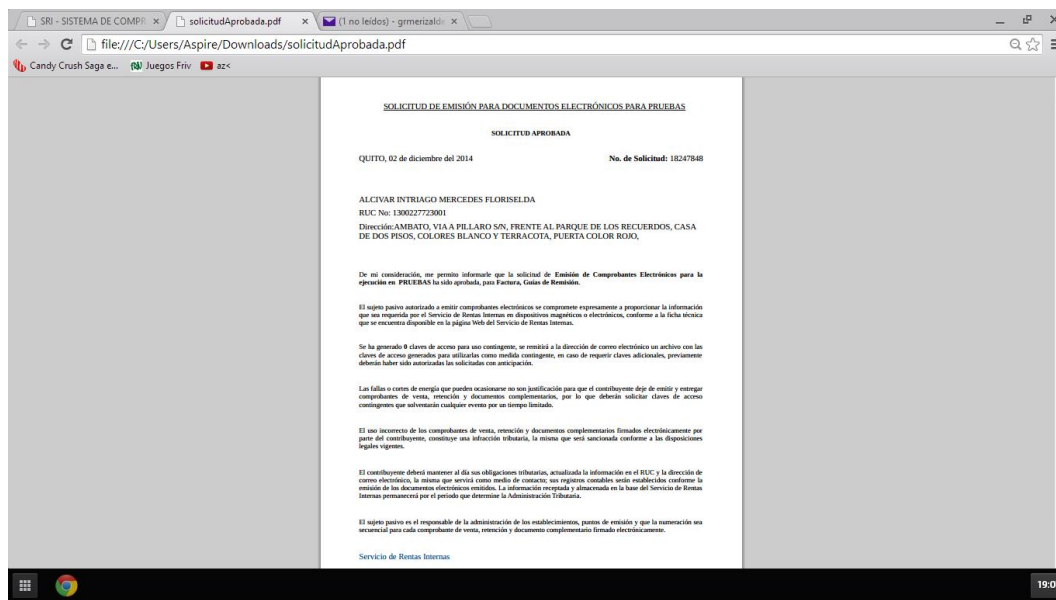 SRI - SISTEMA DE COMPR
solicitudAprobada.pdf
(1 no leídos) - grmerizalde
file:///C:/Users/Aspire/Downloads/solicitudAprobada.pdf
Candy Crush Saga e...
Juegos Friv
az<
SOLICITUD DE EMISIÓN PARA DOCUMENTOS ELECTRÓNICOS PARA PRUEBAS
SOLICITUD APROBADA
QUITO, 02 de diciembre del 2014
No. de Solicitud: 18247848
ALCIVAR INTRIAGO MERCEDES FLORISELDA
RUC No: 1300227723001
Dirección:AMBATO, VIA A PILLARO S/N, FRENTE AL PARQUE DE LOS RECUERDOS, CASA
DE DOS PISOS, COLORES BLANCO Y TERRACOTA, PUERTA COLOR ROJO,
De mi consideración, me permito informarle que la solicitud de Emisión de Comprobantes Electrónicos para la
ejecución en PRUEBAS ha sido aprobada, para Factura, Guías de Remisión.
El sujeto pasivo autorizado a emitir comprobantes electrónicos se compromete expresamente a proporcionar la información
que sea requerida por el Servicio de Rentas Internas en dispositivos magnéticos o electrónicos, conforme a la ficha técnica
que se encuentra disponible en la página Web del Servicio de Rentas Internas.
Se ha generado 0 claves de acceso para uso contingente, se remitirá a la dirección de correo electrónico un archivo con las
claves de acceso generados para utilizarlas como medida contingente, en caso de requerir claves adicionales, previamente
deberán haber sido autorizadas las solicitadas con anticipación.
Las fallas o cortes de energía que pueden ocasionarse no son justificación para que el contribuyente deje de emitir y entregar
comprobantes de venta, retención y documentos complementarios, por lo que deberán solicitar claves de acceso
contingentes que solventarán cualquier evento por un tiempo limitado.
El uso incorrecto de los comprobantes de venta, retención y documentos complementarios firmados electrónicamente por
parte del contribuyente, constituye una infracción tributaria, la misma que será sancionada conforme a las disposiciones
legales vigentes.
El contribuyente deberá mantener al día sus obligaciones tributarias, actualizada la información en el RUC y la dirección de
correo electrónico, la misma que servirá como medio de contacto; sus registros contables serán establecidos conforme la
emisión de los documentos electrónicos emitidos. La información receptada y almacenada en la base del Servicio de Rentas
Internas permanecerá por el periodo que determine la Administración Tributaria.
El sujeto pasivo es el responsable de la administración de los establecimientos, puntos de emisión y que la numeración sea
secuencial para cada comprobante de venta, retención y documento complementario firmado electrónicamente.
Servicio de Rentas Internas
19:0